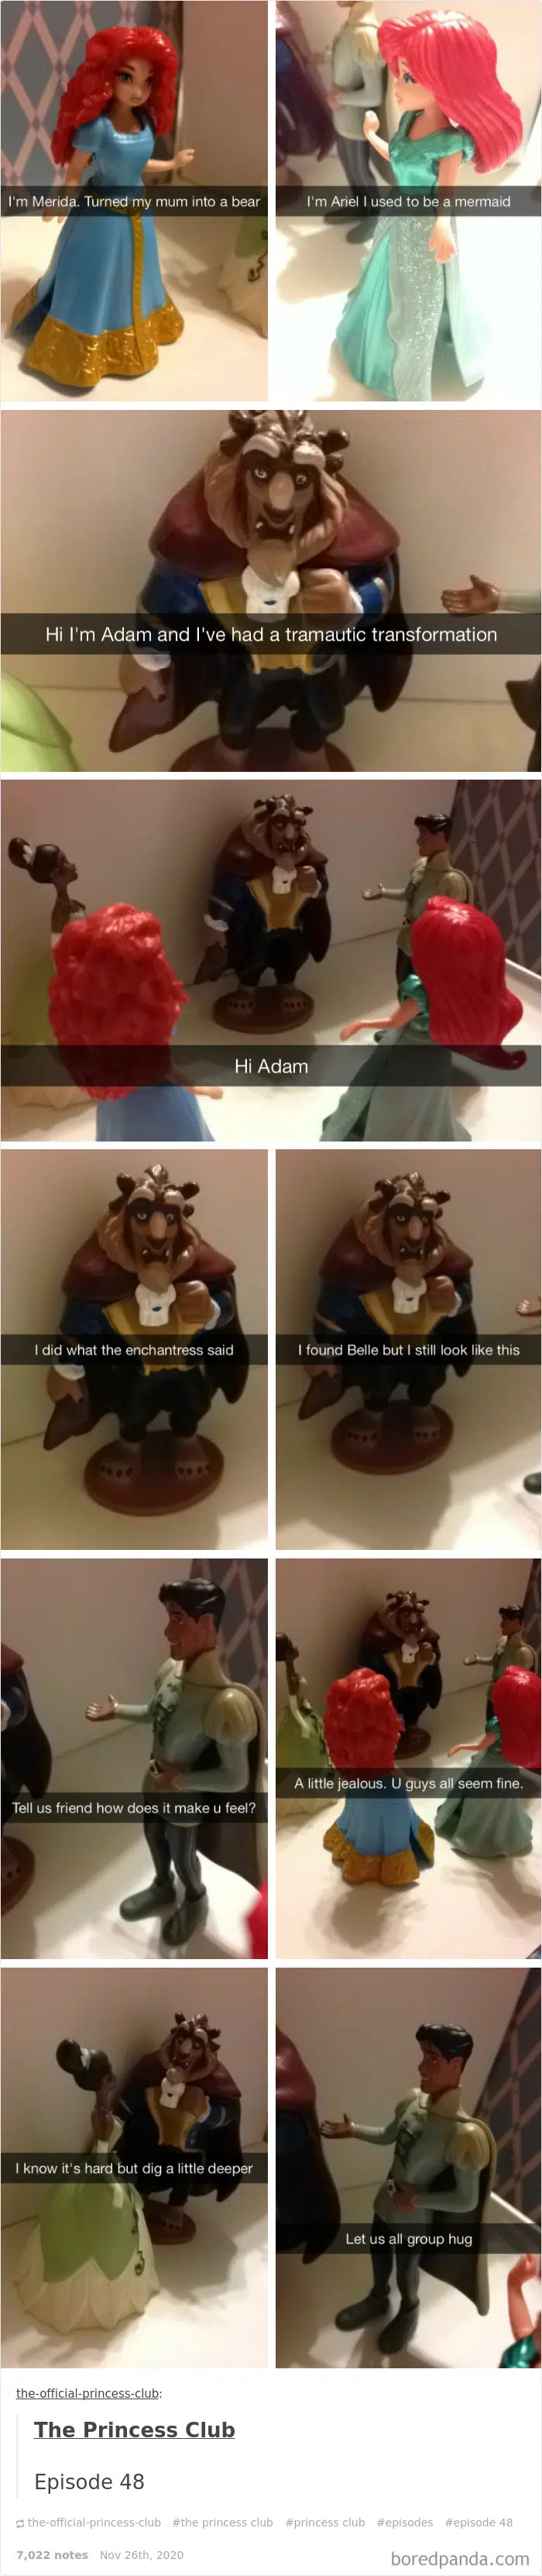 I'm Merida. Turned my mum into a bear
I'm Ariel I used to be a mermaid
Hi I'm Adam and I've had a tramautic transformation
Hi Adam
I did what the enchantress said
I found Belle but I still look like this
Tell us friend how does it make u feel?
A little jealous. U guys all seem fine.
I know it's hard but dig a little deeper
Let us all group hug
the-official-princess-club:
The Princess Club
Episode 48
the-official-princess-club #the princess club #princess club #episodes #episode 48
7,022 notes Nov 26th, 2020
boredpanda.com